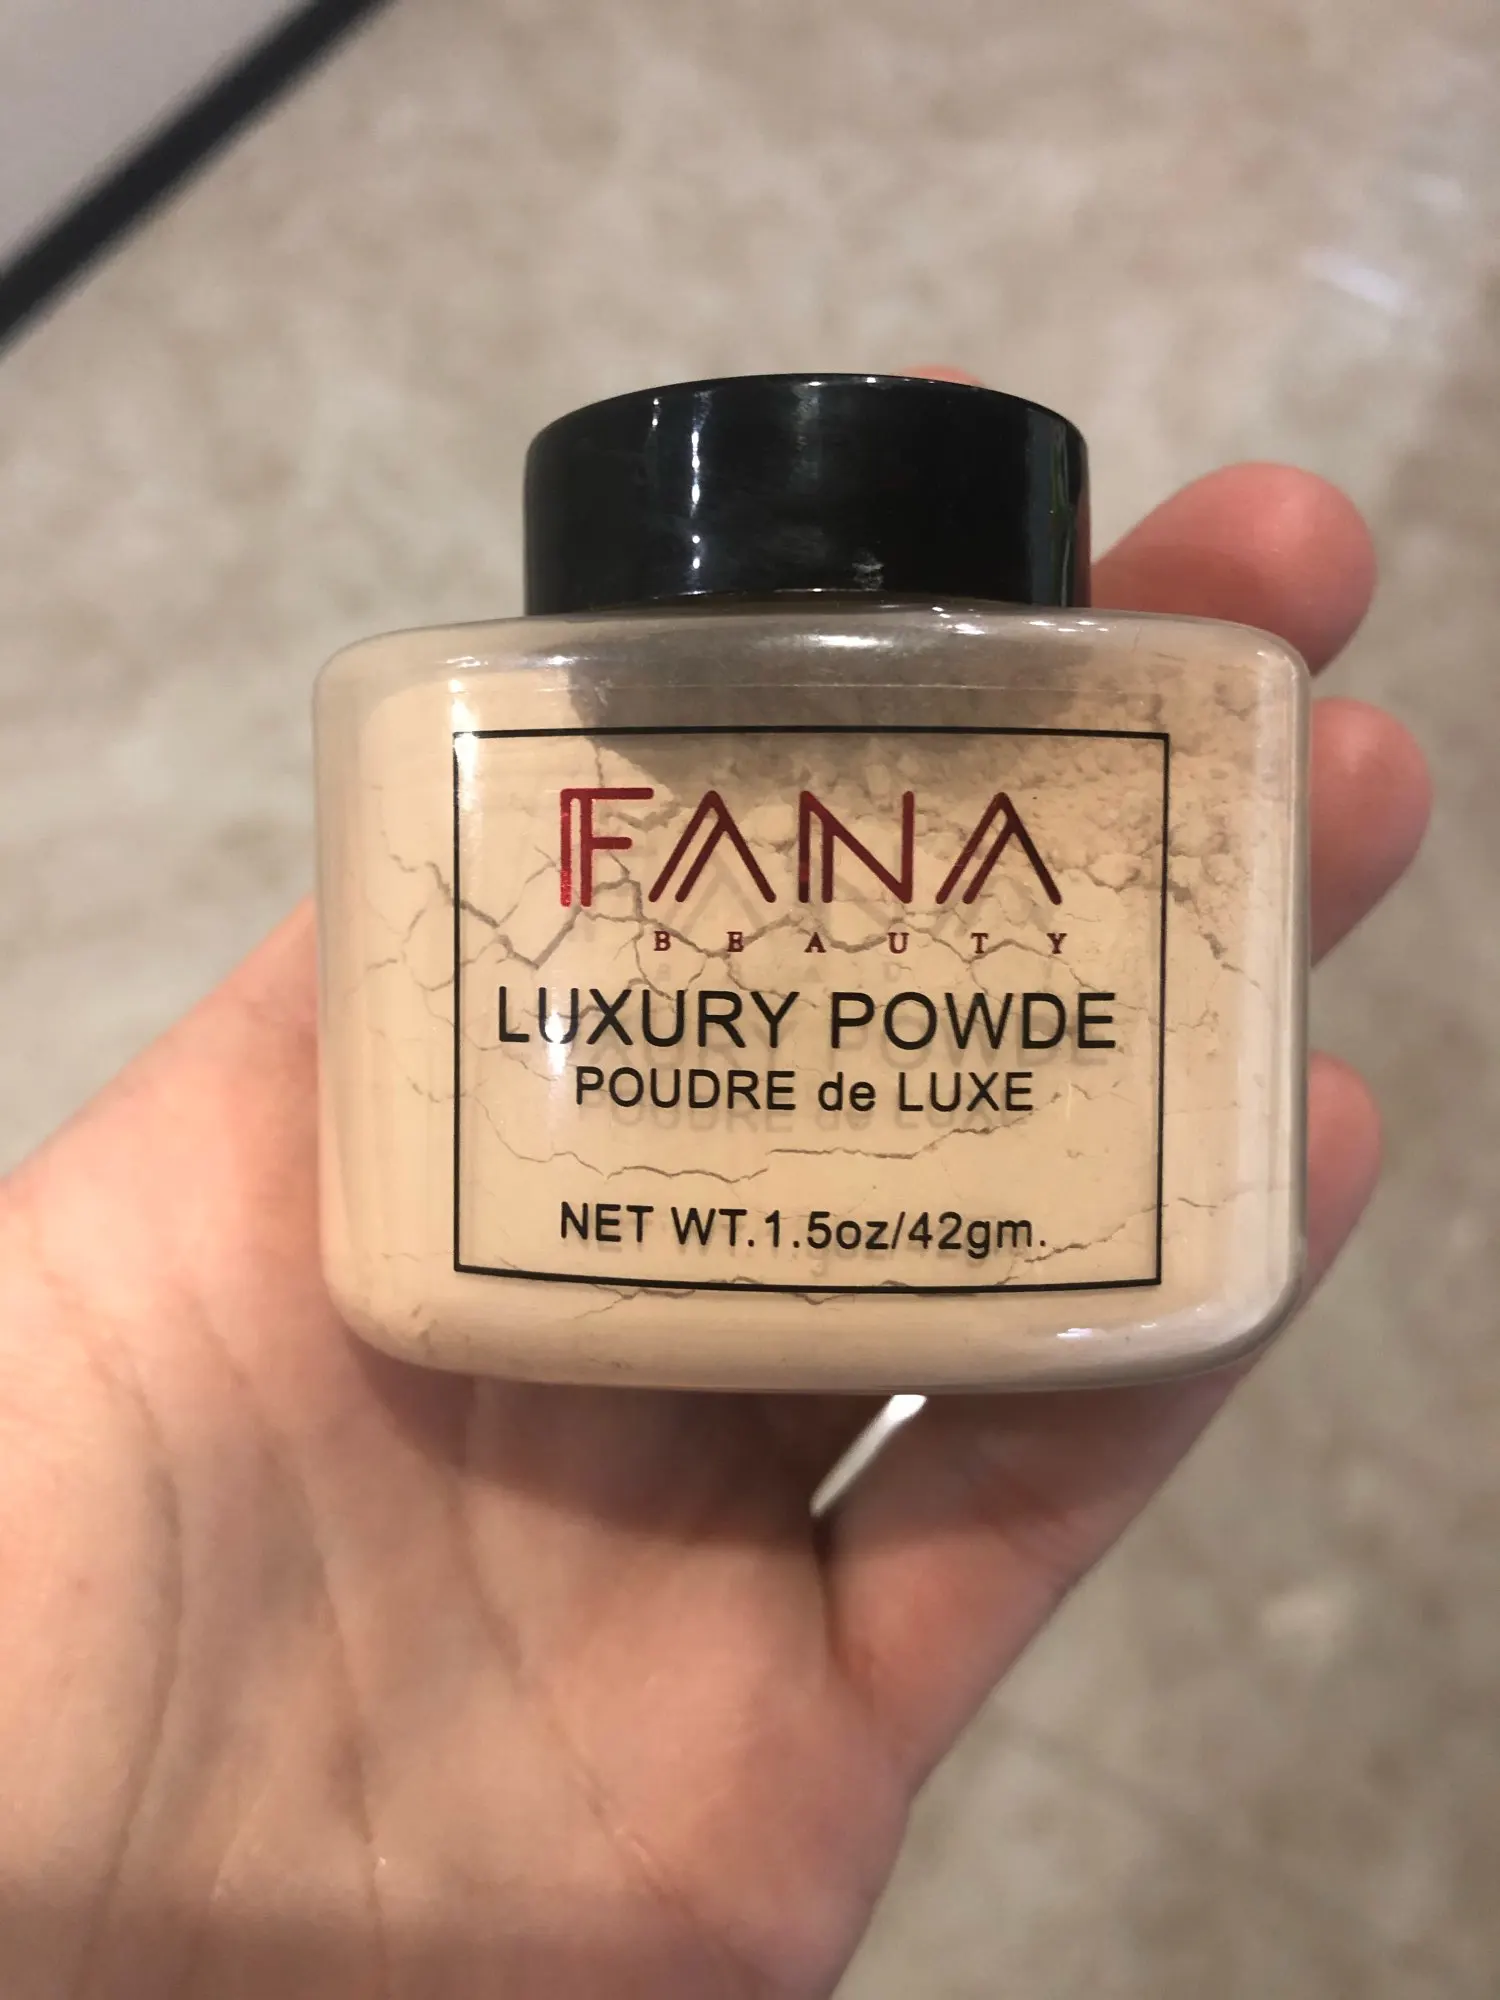 FANA
BEAUTY
LUXURY POWDE
POUDRE de LUXE
NET WT.1.5oz/42gm.